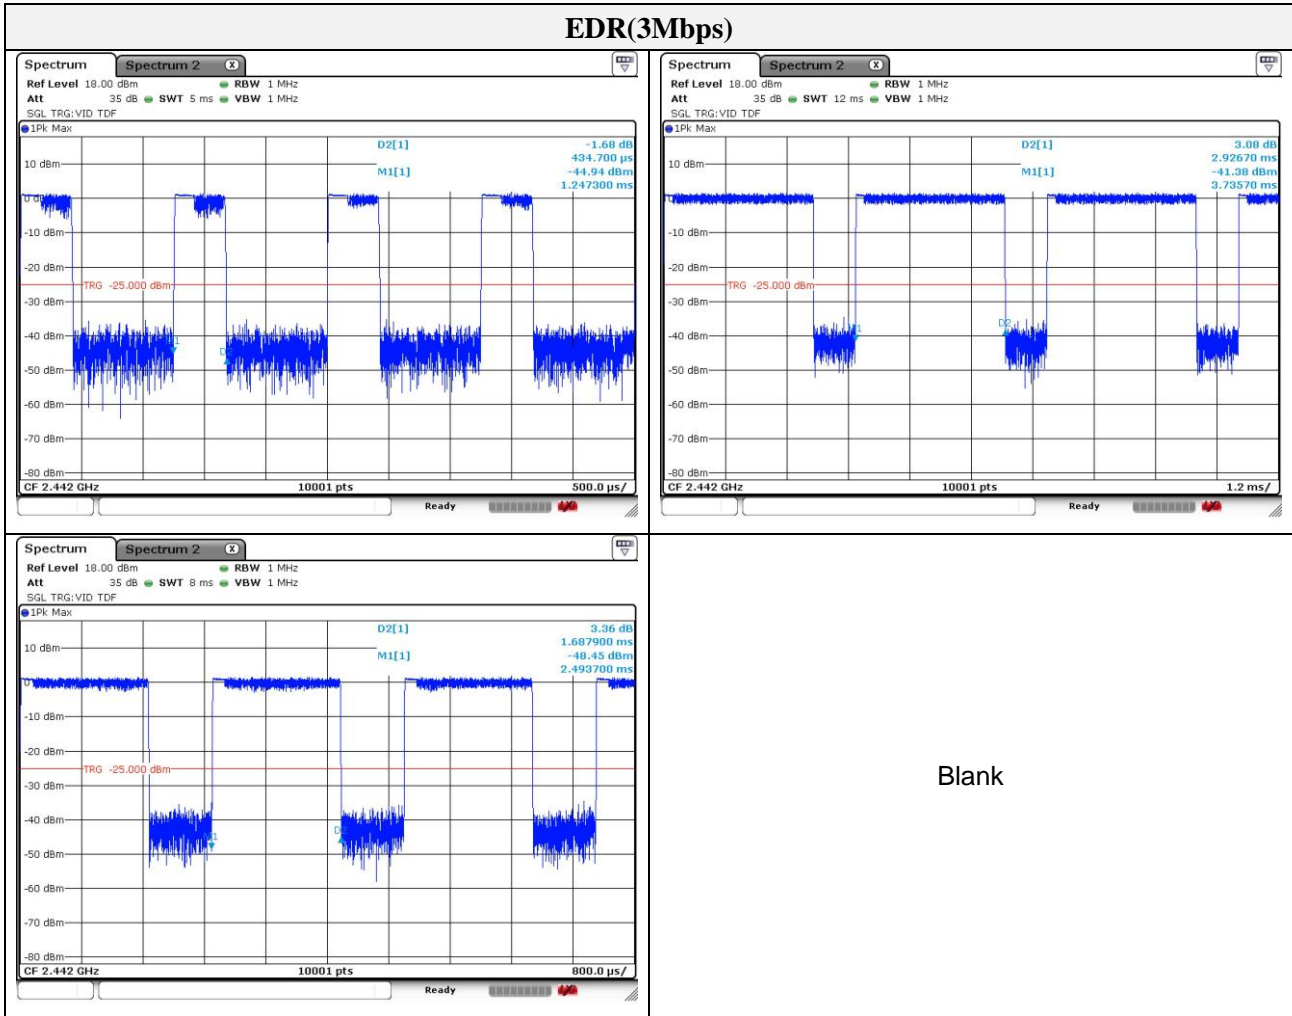 EDR(3Mbps)
Spectrum Spectrum 2 X
Ref Level 18.00 dBm RBW 1 MHz
Att 35 dB SWT 5 ms VBW 1 MHz
SGL TRG:VID TDF
1Pk Max
D2[1] -1.68 dB
434.700 µs
M1[1] -44.94 dBm
1.247300 ms
10 dBm
-10 dBm
-20 dBm
TRG -25.000 dBm
-30 dBm
-40 dBm
-50 dBm
-60 dBm
-70 dBm
-80 dBm
CF 2.442 GHz 10001 pts 500.0 µs/
Ready
Spectrum Spectrum 2 X
Ref Level 18.00 dBm RBW 1 MHz
Att 35 dB SWT 12 ms VBW 1 MHz
SGL TRG:VID TDF
1Pk Max
D2[1] 3.08 dB
2.92670 ms
M1[1] -41.38 dBm
3.73570 ms
10 dBm
-10 dBm
-20 dBm
TRG -25.000 dBm
-30 dBm
-40 dBm
D2
-50 dBm
-60 dBm
-70 dBm
-80 dBm
CF 2.442 GHz 10001 pts 1.2 ms/
Ready
Spectrum Spectrum 2 X
Ref Level 18.00 dBm RBW 1 MHz
Att 35 dB SWT 8 ms VBW 1 MHz
SGL TRG:VID TDF
1Pk Max
D2[1] 3.36 dB
1.687900 ms
M1[1] -48.45 dBm
2.493700 ms
10 dBm
-10 dBm
-20 dBm
TRG -25.000 dBm
-30 dBm
-40 dBm
-50 dBm
-60 dBm
-70 dBm
-80 dBm
CF 2.442 GHz 10001 pts 800.0 µs/
Ready
Blank